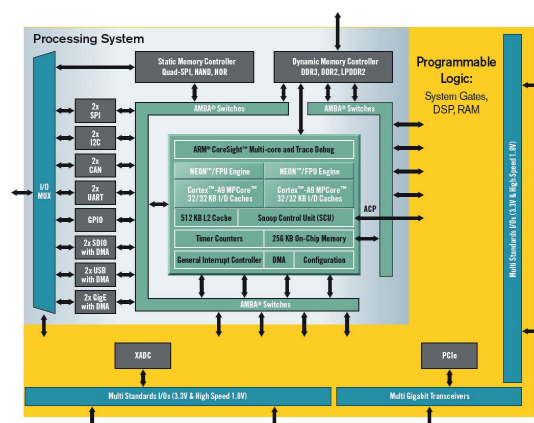 Processing System
Static Memory Controller
Quad-SPI, NAND, NOR
Dynamic Memory Controller
DDR3, DDR2, LPDDR2
Programmable
Logic:
System Gates,
DSP, RAM
AMBA® Switches
AMBA® Switches
I/O
MUX
2x
SPI
2x
I2C
2x
CAN
2x
UART
GPIO
2x SDIO
with DMA
2x USB
with DMA
2x GigE
with DMA
ARM® CoreSight™ Multi-core and Trace Debug
NEON™/FPU Engine
NEON™/FPU Engine
Cortex™-A9 MPCore™
32/32 KB I/D Caches
Cortex™-A9 MPCore™
32/32 KB I/D Caches
512 KB L2 Cache
Snoop Control Unit (SCU)
Timer Counters
256 KB On-Chip Memory
General Interrupt Controller
DMA
Configuration
ACP
AMBA® Switches
Multi Standards I/Os (3.3V & High Speed 1.8V)
XADC
PCIe
Multi Standards I/Os (3.3V & High Speed 1.8V)
Multi Gigabit Transceivers